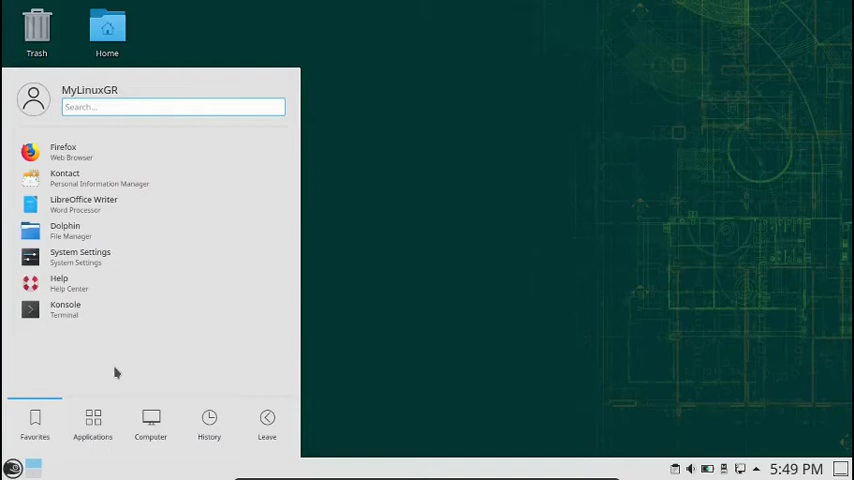 Trash
Home
MyLinuxGR
Search...
Firefox
Web Browser
Kontact
Personal Information Manager
LibreOffice Writer
Word Processor
Dolphin
File Manager
System Settings
System Settings
Help
Help Center
Konsole
Terminal
Favorites
Applications
Computer
History
Leave
5:49 PM